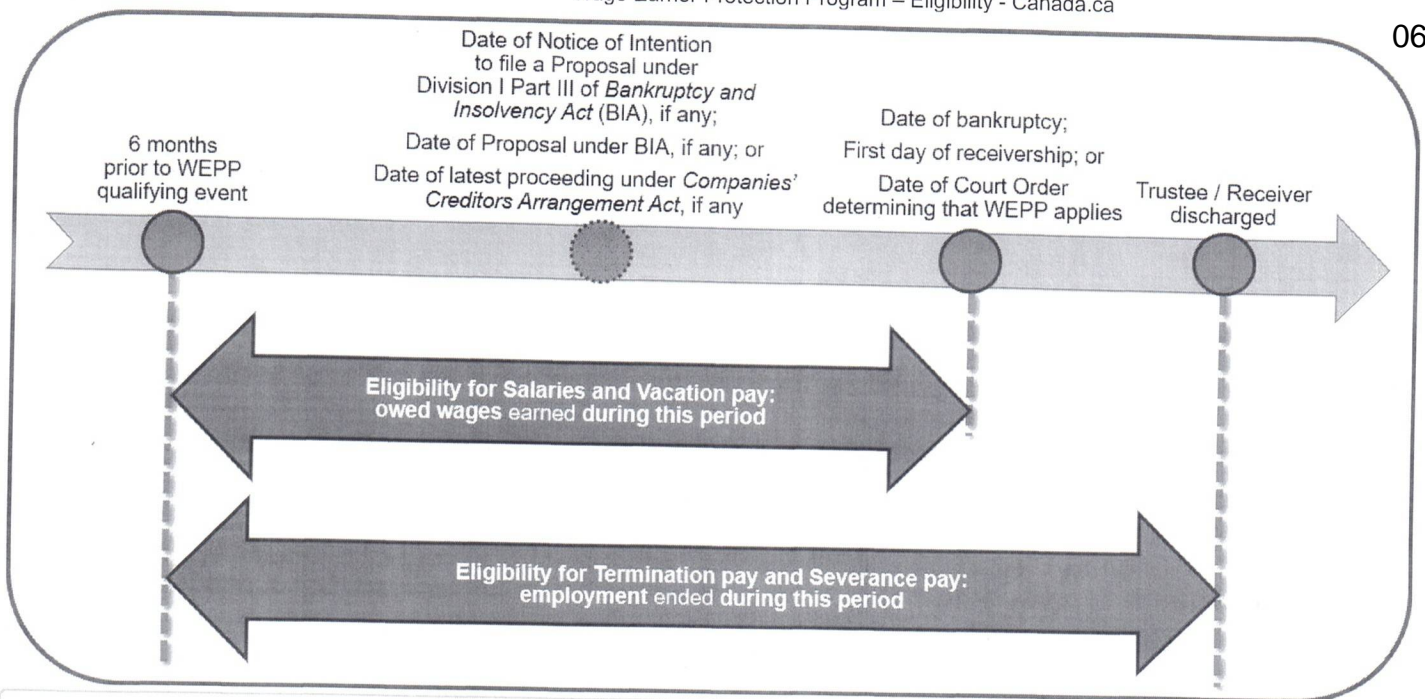 Earner Protection Program – Eligibility - Canada.ca
06
Date of Notice of Intention
to file a Proposal under
Division I Part III of Bankruptcy and
Insolvency Act (BIA), if any;
Date of Proposal under BIA, if any; or
Date of latest proceeding under Companies'
Creditors Arrangement Act, if any
6 months
prior to WEPP
qualifying event
Date of bankruptcy;
First day of receivership; or
Date of Court Order
determining that WEPP applies
Trustee / Receiver
discharged
Eligibility for Salaries and Vacation pay:
owed wages earned during this period
Eligibility for Termination pay and Severance pay:
employment ended during this period